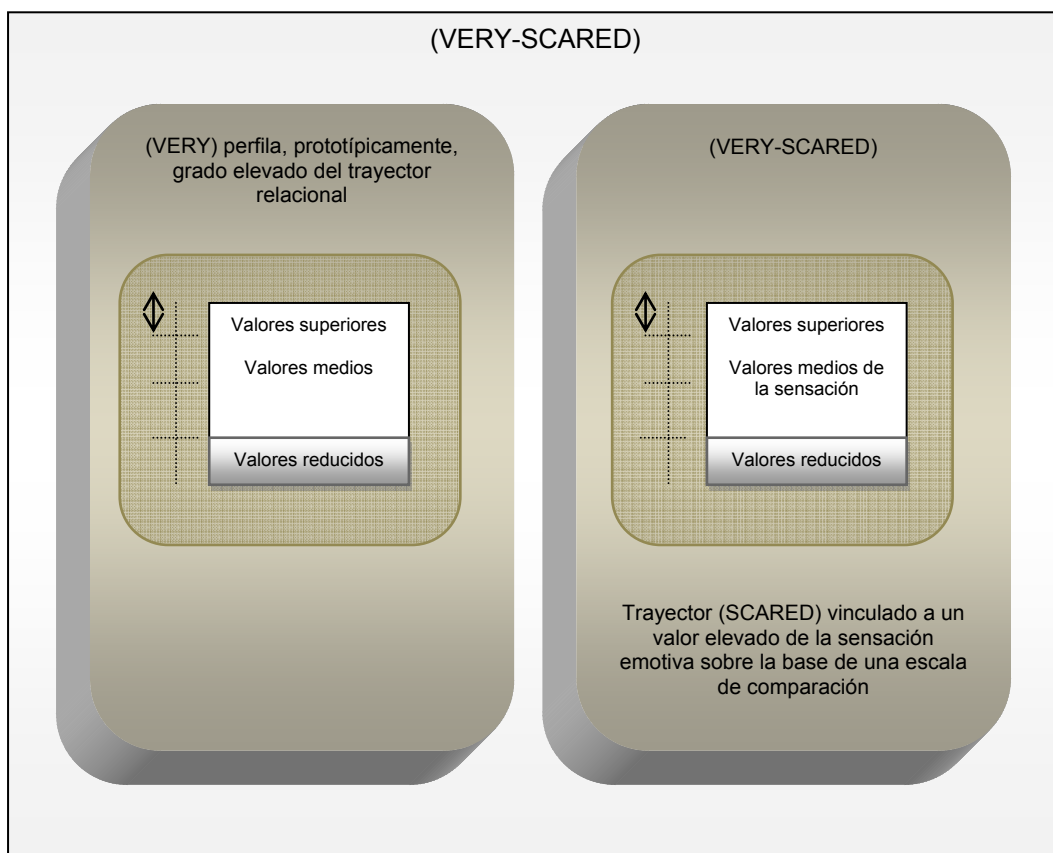 (VERY-SCARED)
(VERY) perfila, prototípicamente,
grado elevado del trayector
relacional
Valores superiores
Valores medios
Valores reducidos
(VERY-SCARED)
Valores superiores
Valores medios de
la sensación
Valores reducidos
Trayector (SCARED) vinculado a un
valor elevado de la sensación
emotiva sobre la base de una escala
de comparación